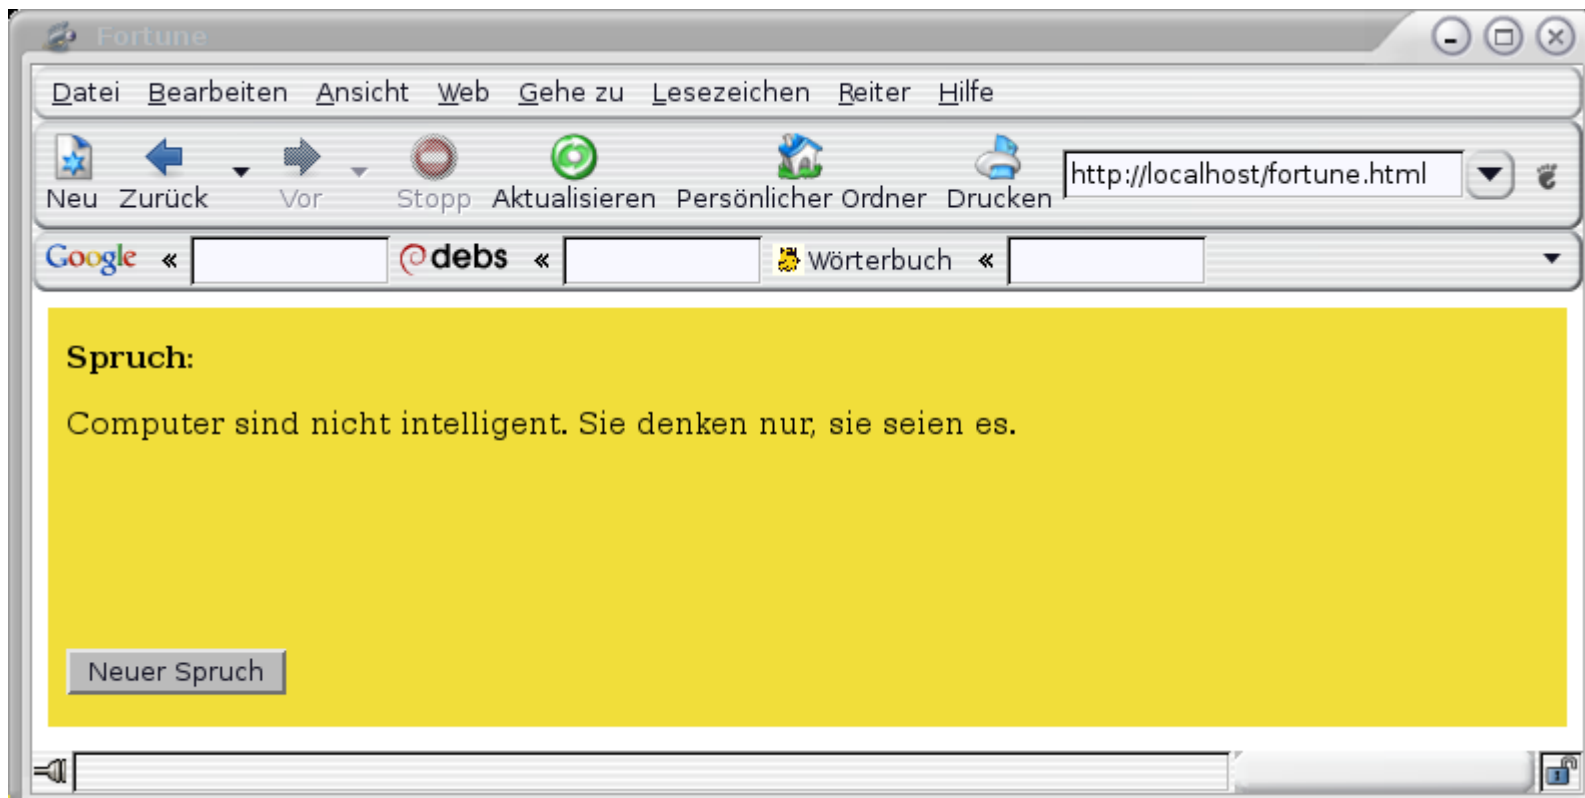 Fortune
Datei Bearbeiten Ansicht Web Gehe zu Lesezeichen Reiter Hilfe
Neu Zurück Vor Stopp Aktualisieren Persönlicher Ordner Drucken http://localhost/fortune.html
Google « debs « Wörterbuch «
Spruch:
Computer sind nicht intelligent. Sie denken nur, sie seien es.
Neuer Spruch